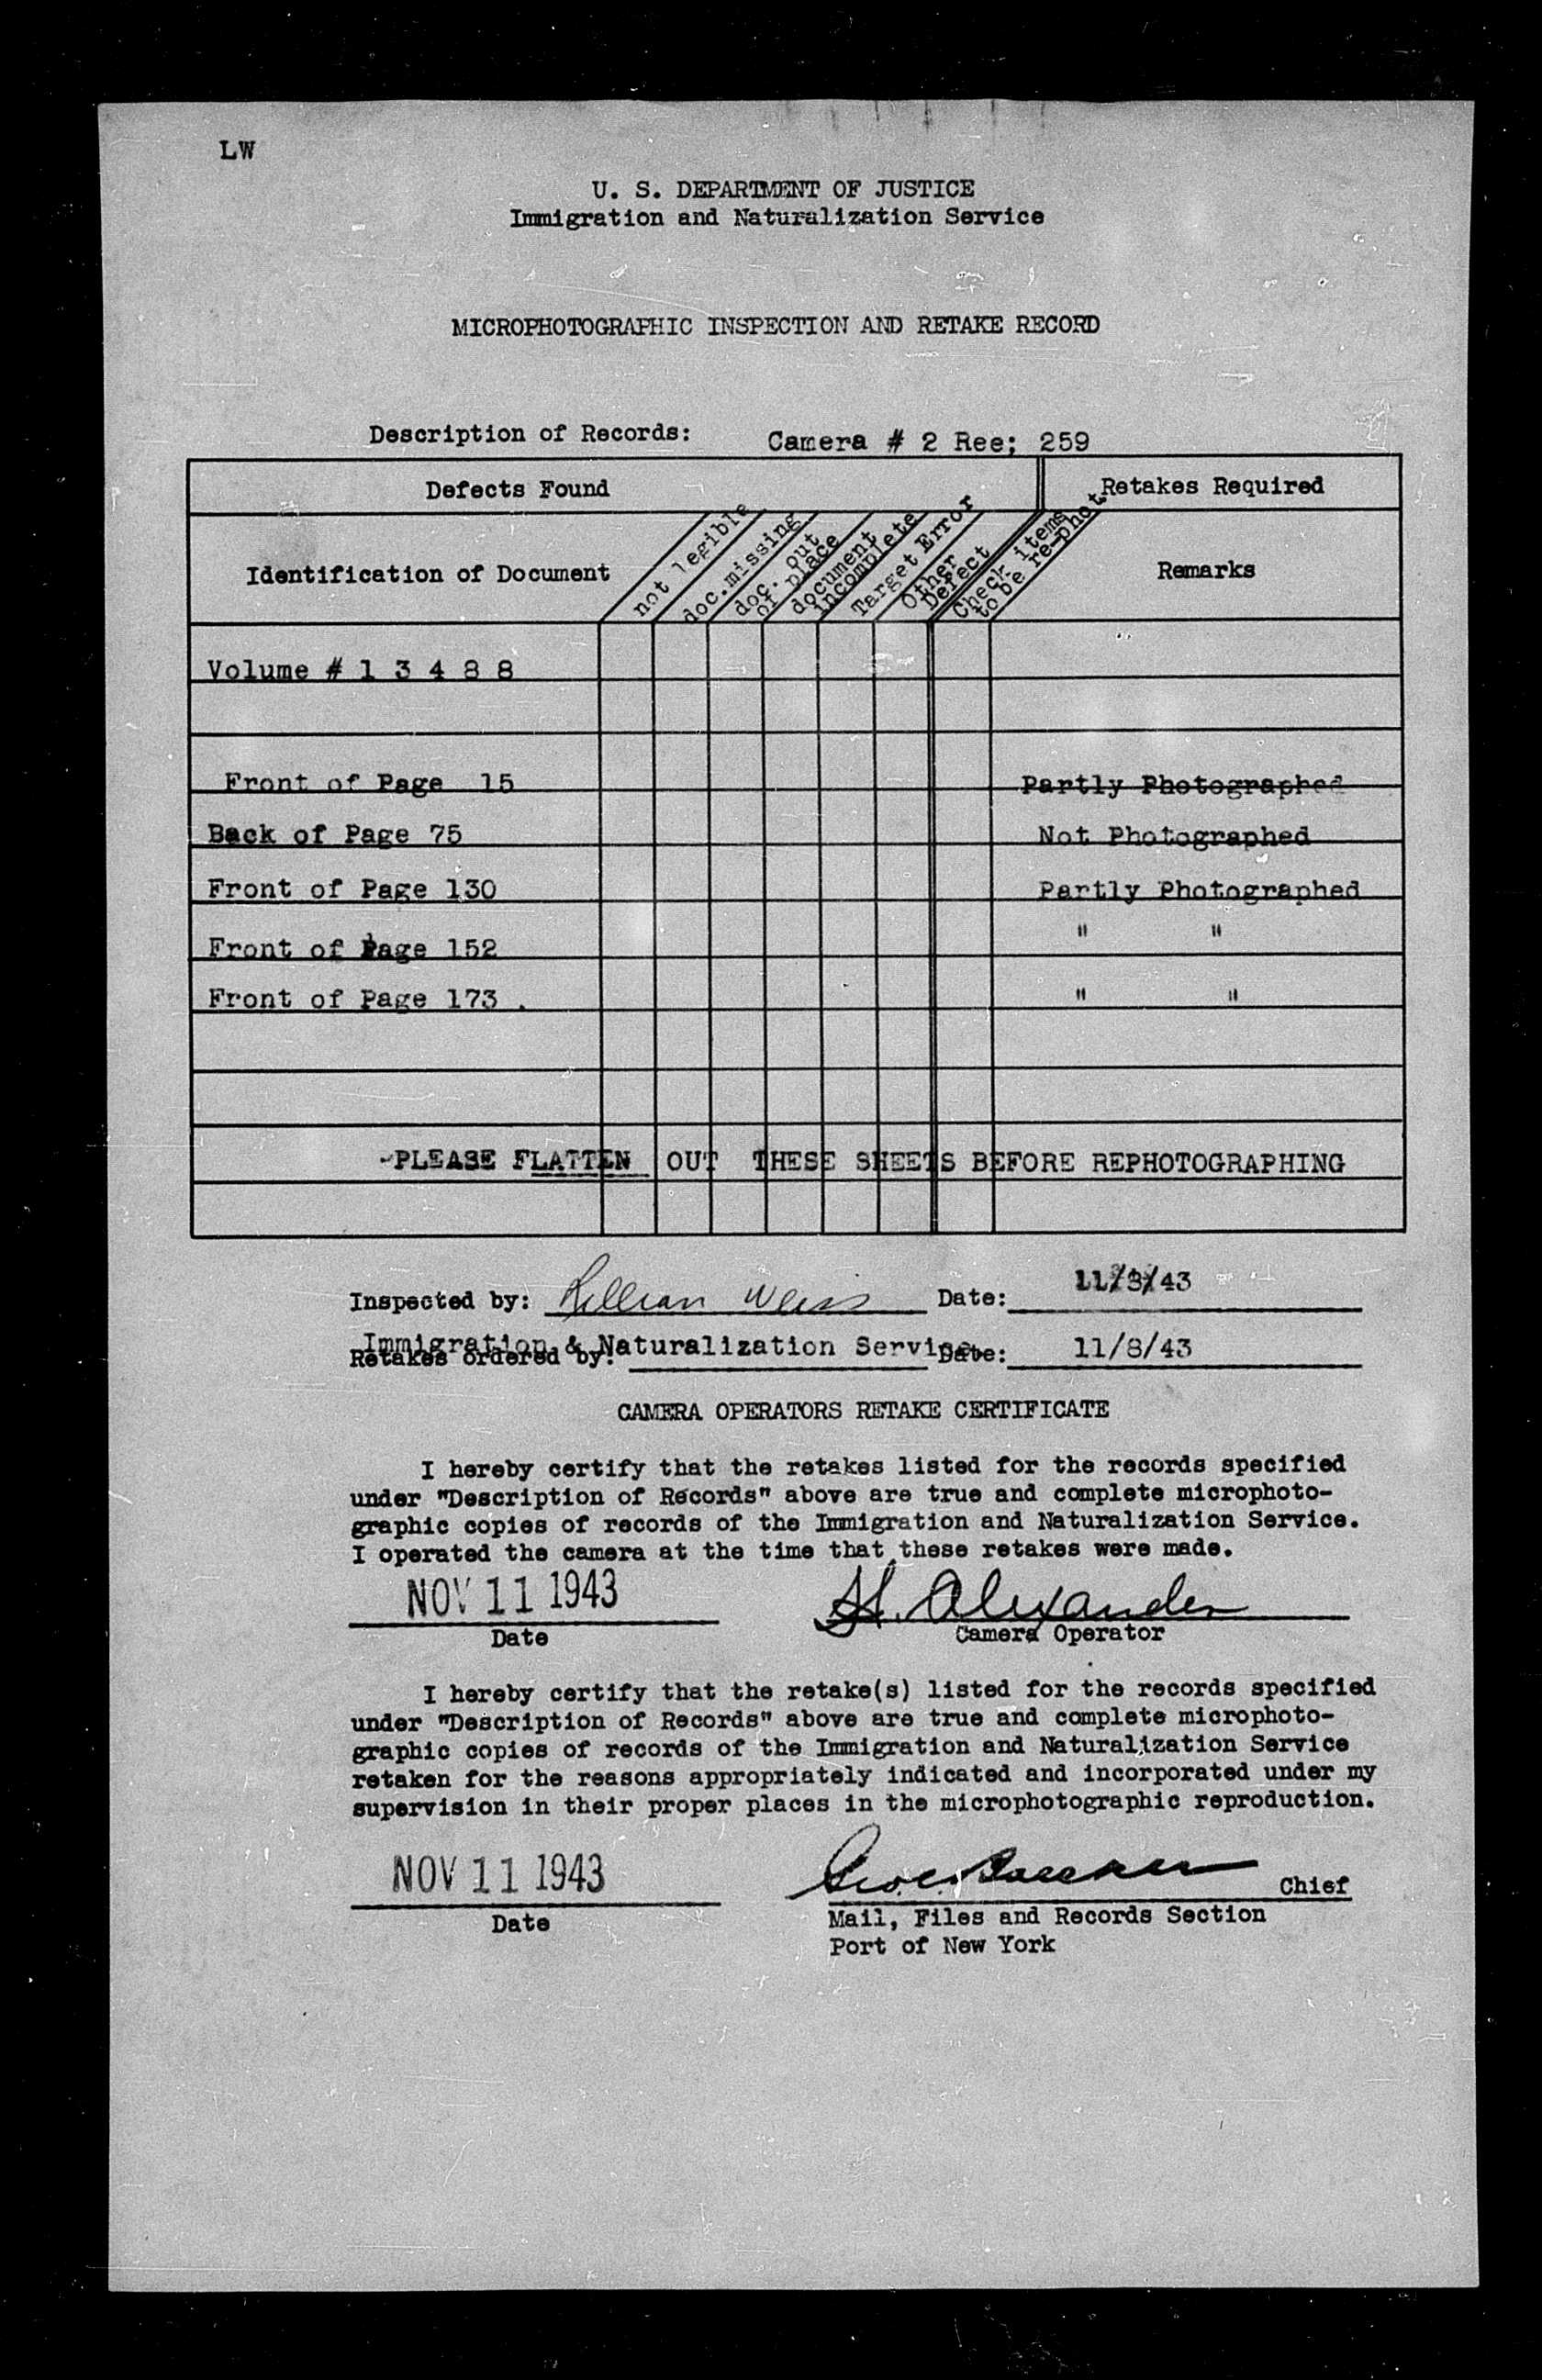 LW
U. S. DEPARTMENT OF JUSTICE
Immigration and Naturalization Service
MICROPHOTOGRAPHIC INSPECTION AND RETAKE RECORD
Description of Records: Camera # 2 Ree; 259
Defects Found Retakes Required
Identification of Document
not legible
doc.missing
doc. out
of place
document
incomplete
Target Error
Other
Defect
Check items
to be re-phot.
Remarks
Volume # 1 3 4 8 8
Front of Page 15 Partly Photographed
Back of Page 75 Not Photographed
Front of Page 130 Partly Photographed
Front of Page 152 " "
Front of Page 173 . " "
-PLEASE FLATTEN OUT THESE SHEETS BEFORE REPHOTOGRAPHING
Inspected by: Lillian Weiss Date: 11/8/43
Immigration & Naturalization Service
Retakes ordered by: Date: 11/8/43
CAMERA OPERATORS RETAKE CERTIFICATE
I hereby certify that the retakes listed for the records specified
under "Description of Records" above are true and complete microphoto-
graphic copies of records of the Immigration and Naturalization Service.
I operated the camera at the time that these retakes were made.
NOV 11 1943 H. Alexander
Date Camera Operator
I hereby certify that the retake(s) listed for the records specified
under "Description of Records" above are true and complete microphoto-
graphic copies of records of the Immigration and Naturalization Service
retaken for the reasons appropriately indicated and incorporated under my
supervision in their proper places in the microphotographic reproduction.
NOV 11 1943 Chief
Date Mail, Files and Records Section
Port of New York